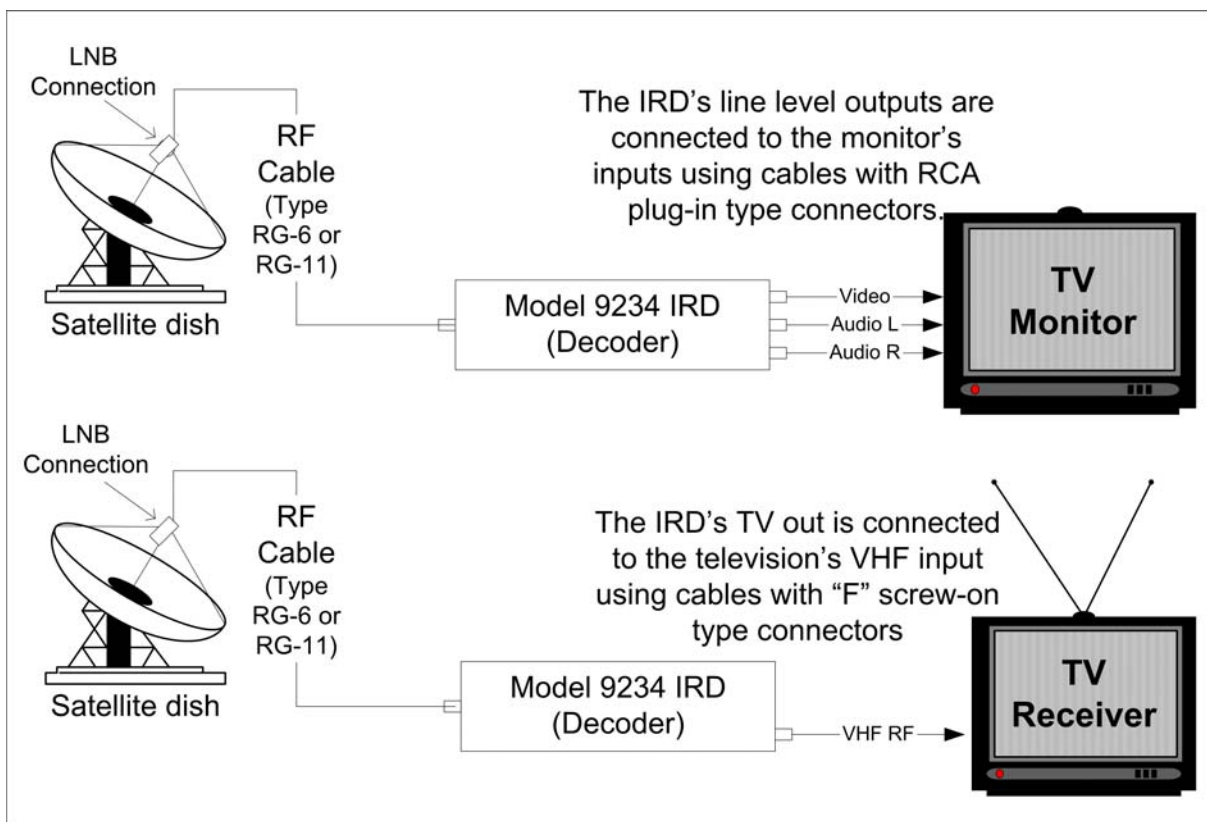 LNB
Connection
RF
Cable
(Type
RG-6 or
RG-11)
Satellite dish
The IRD’s line level outputs are
connected to the monitor’s
inputs using cables with RCA
plug-in type connectors.
Model 9234 IRD
(Decoder)
Video
Audio L
Audio R
TV
Monitor
LNB
Connection
RF
Cable
(Type
RG-6 or
RG-11)
Satellite dish
The IRD’s TV out is connected
to the television’s VHF input
using cables with “F” screw-on
type connectors
Model 9234 IRD
(Decoder)
VHF RF
TV
Receiver